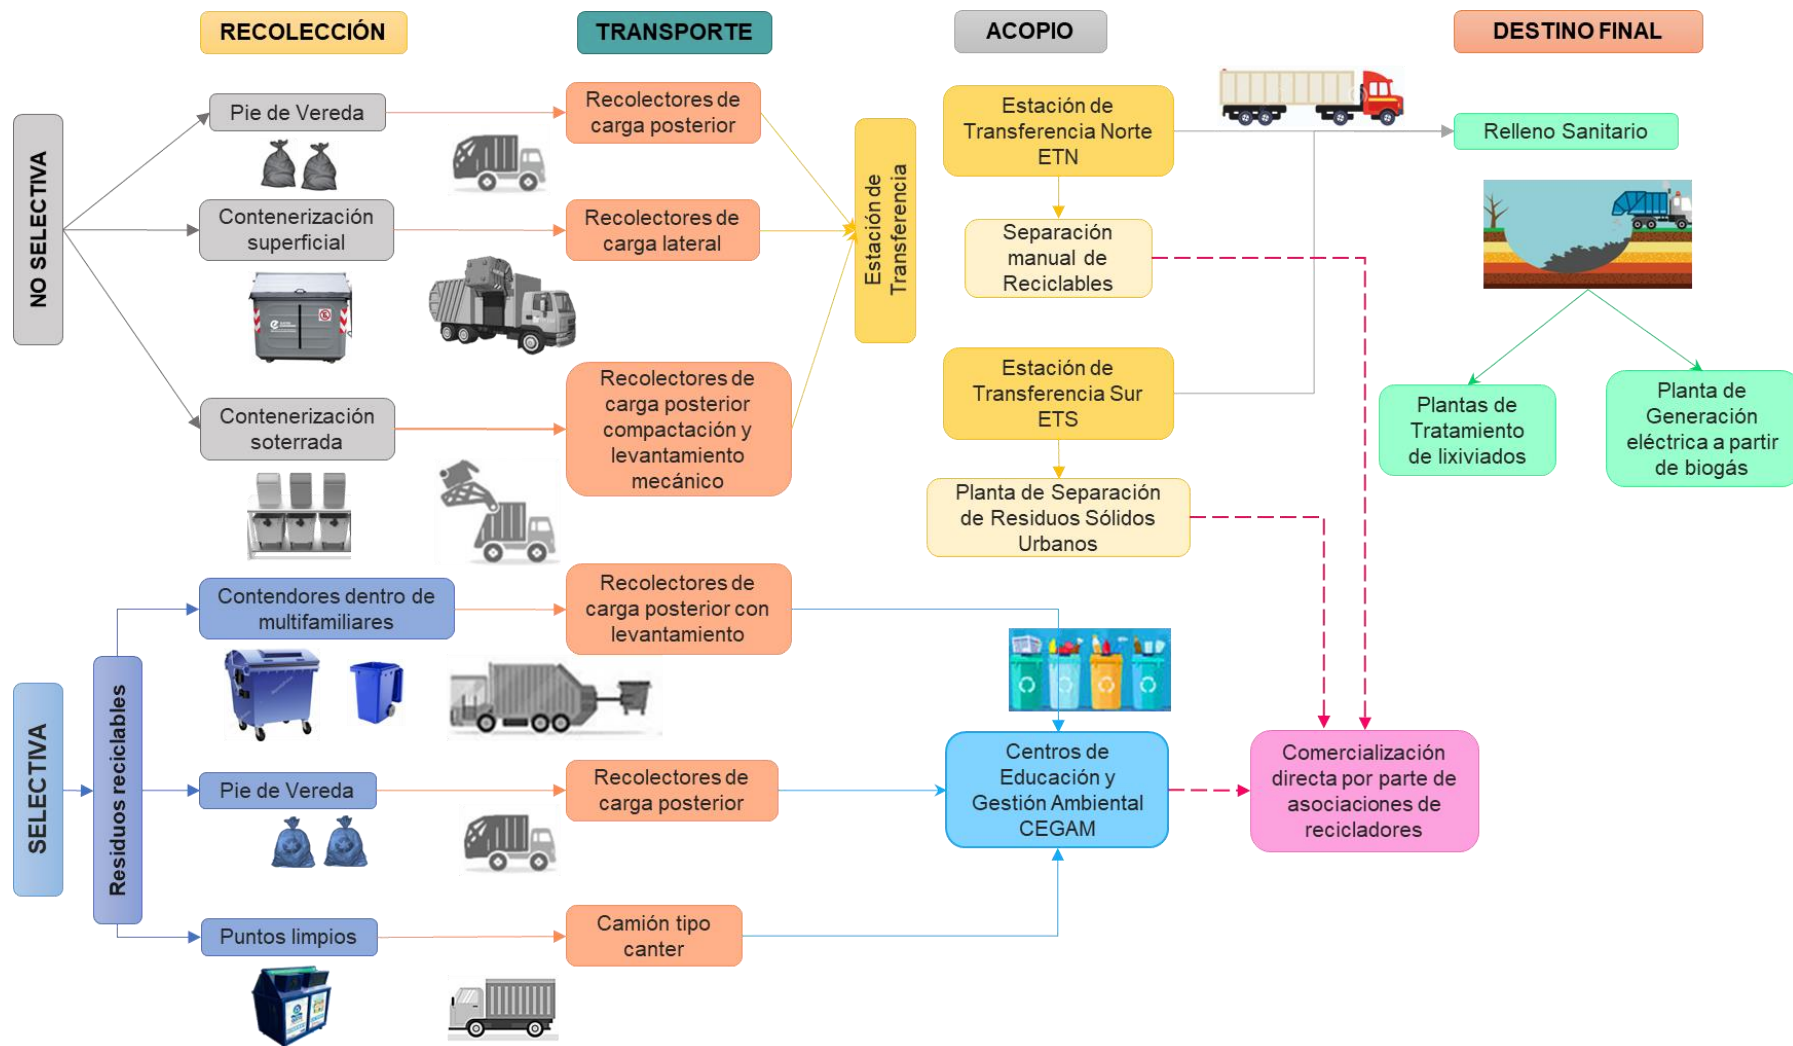 RECOLECCIÓN
TRANSPORTE
ACOPIO
DESTINO FINAL
NO SELECTIVA
Pie de Vereda
Recolectores de
carga posterior
Contenerización
superficial
Recolectores de
carga lateral
Contenerización
soterrada
Recolectores de
carga posterior
compactación y
levantamiento
mecánico
Estación de
Transferencia
Estación de
Transferencia Norte
ETN
Separación
manual de
Reciclables
Estación de
Transferencia Sur
ETS
Planta de Separación
de Residuos Sólidos
Urbanos
Relleno Sanitario
Plantas de
Tratamiento
de lixiviados
Planta de
Generación
eléctrica a partir
de biogás
SELECTIVA
Residuos reciclables
Contendores dentro de
multifamiliares
Recolectores de
carga posterior con
levantamiento
Pie de Vereda
Recolectores de
carga posterior
Puntos limpios
Camión tipo
canter
Centros de
Educación y
Gestión Ambiental
CEGAM
Comercialización
directa por parte de
asociaciones de
recicladores